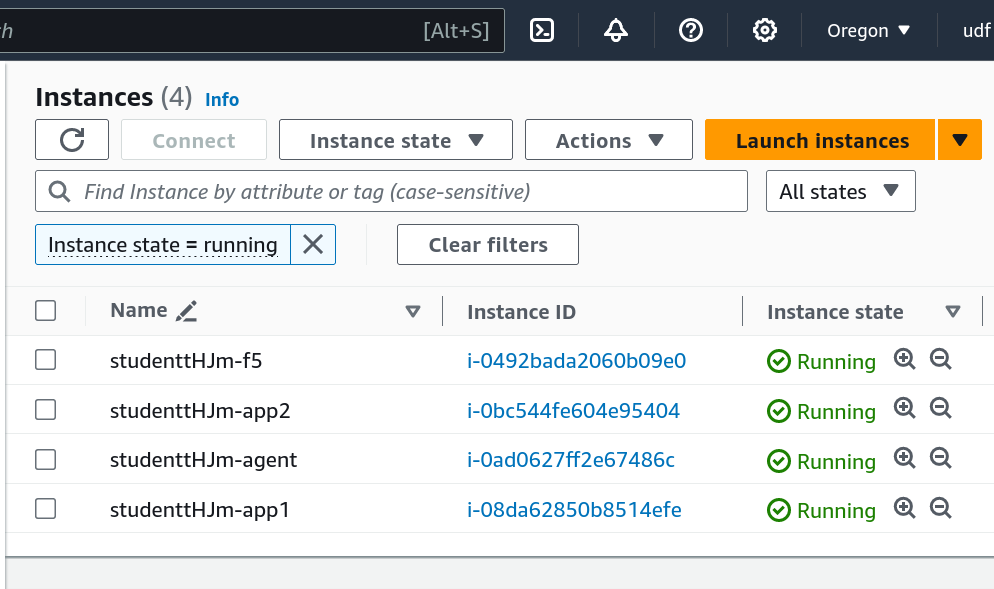 h [Alt+S] Oregon udf
Instances (4) Info
Connect Instance state Actions Launch instances
Find Instance by attribute or tag (case-sensitive) All states
Instance state = running Clear filters
Name Instance ID Instance state
studenttHJm-f5 i-0492bada2060b09e0 Running
studenttHJm-app2 i-0bc544fe604e95404 Running
studenttHJm-agent i-0ad0627ff2e67486c Running
studenttHJm-app1 i-08da62850b8514efe Running